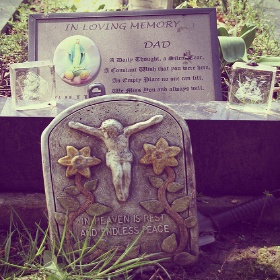 IN LOVING MEMORY
DAD
A Daily Thought, a Silent Tear,
A Constant Wish that you were here,
An Empty Place no one can fill,
We Miss You and always will.
IN HEAVEN IS REST
AND ENDLESS PEACE